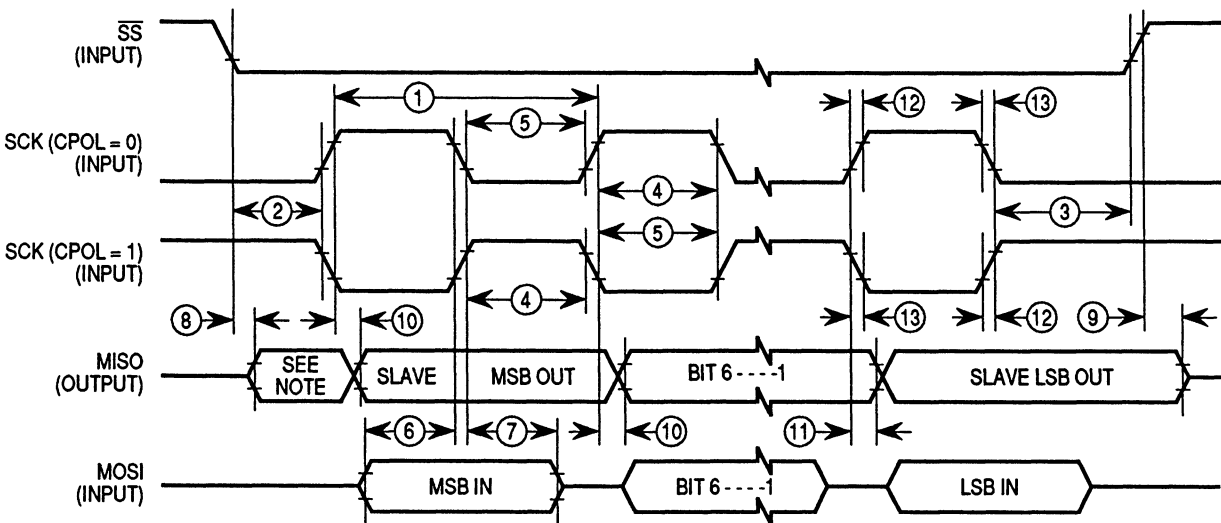 SS
(INPUT)
1
12
13
5
SCK (CPOL = 0)
(INPUT)
4
2
3
5
SCK (CPOL = 1)
(INPUT)
4
8
10
13
12
9
MISO
(OUTPUT)
SEE
NOTE
SLAVE
MSB OUT
BIT 6 - - - - 1
SLAVE LSB OUT
6
7
10
11
MOSI
(INPUT)
MSB IN
BIT 6 - - - - 1
LSB IN